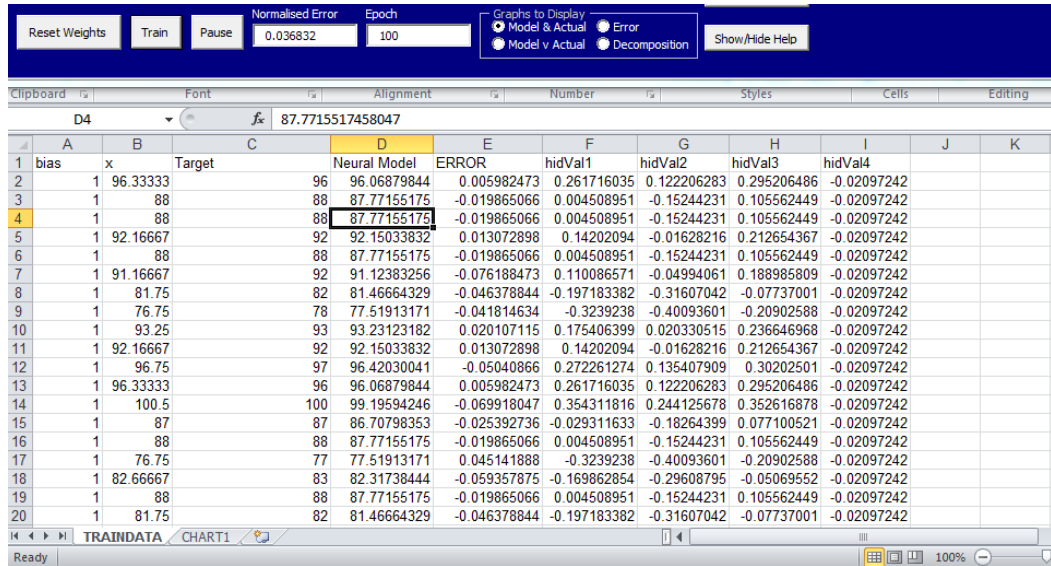 Normalised Error Epoch Graphs to Display
Reset Weights Train Pause 0.036832 100 Model & Actual Error Show/Hide Help
Model v Actual Decomposition
Clipboard Font Alignment Number Styles Cells Editing
D4 fx 87.7715517458047
A B C D E F G H I J K
1 bias x Target Neural Model ERROR hidVal1 hidVal2 hidVal3 hidVal4
2 1 96.33333 96 96.06879844 0.005982473 0.261716035 0.122206283 0.295206486 -0.02097242
3 1 88 88 87.77155175 -0.019865066 0.004508951 -0.15244231 0.105562449 -0.02097242
4 1 88 88 87.77155175 -0.019865066 0.004508951 -0.15244231 0.105562449 -0.02097242
5 1 92.16667 92 92.15033832 0.013072898 0.14202094 -0.01628216 0.212654367 -0.02097242
6 1 88 88 87.77155175 -0.019865066 0.004508951 -0.15244231 0.105562449 -0.02097242
7 1 91.16667 92 91.12383256 -0.076188473 0.110086571 -0.04994061 0.188985809 -0.02097242
8 1 81.75 82 81.46664329 -0.046378844 -0.197183382 -0.31607042 -0.07737001 -0.02097242
9 1 76.75 78 77.51913171 -0.041814634 -0.3239238 -0.40093601 -0.20902588 -0.02097242
10 1 93.25 93 93.23123182 0.020107115 0.175406399 0.020330515 0.236646968 -0.02097242
11 1 92.16667 92 92.15033832 0.013072898 0.14202094 -0.01628216 0.212654367 -0.02097242
12 1 96.75 97 96.42030041 -0.05040866 0.272261274 0.135407909 0.30202501 -0.02097242
13 1 96.33333 96 96.06879844 0.005982473 0.261716035 0.122206283 0.295206486 -0.02097242
14 1 100.5 100 99.19594246 -0.069918047 0.354311816 0.244125678 0.352616878 -0.02097242
15 1 87 87 86.70798353 -0.025392736 -0.029311633 -0.18264399 0.077100521 -0.02097242
16 1 88 88 87.77155175 -0.019865066 0.004508951 -0.15244231 0.105562449 -0.02097242
17 1 76.75 77 77.51913171 0.045141888 -0.3239238 -0.40093601 -0.20902588 -0.02097242
18 1 82.66667 83 82.31738444 -0.059357875 -0.169862854 -0.29608795 -0.05069552 -0.02097242
19 1 88 88 87.77155175 -0.019865066 0.004508951 -0.15244231 0.105562449 -0.02097242
20 1 81.75 82 81.46664329 -0.046378844 -0.197183382 -0.31607042 -0.07737001 -0.02097242
TRAINDATA CHART1
Ready 100%